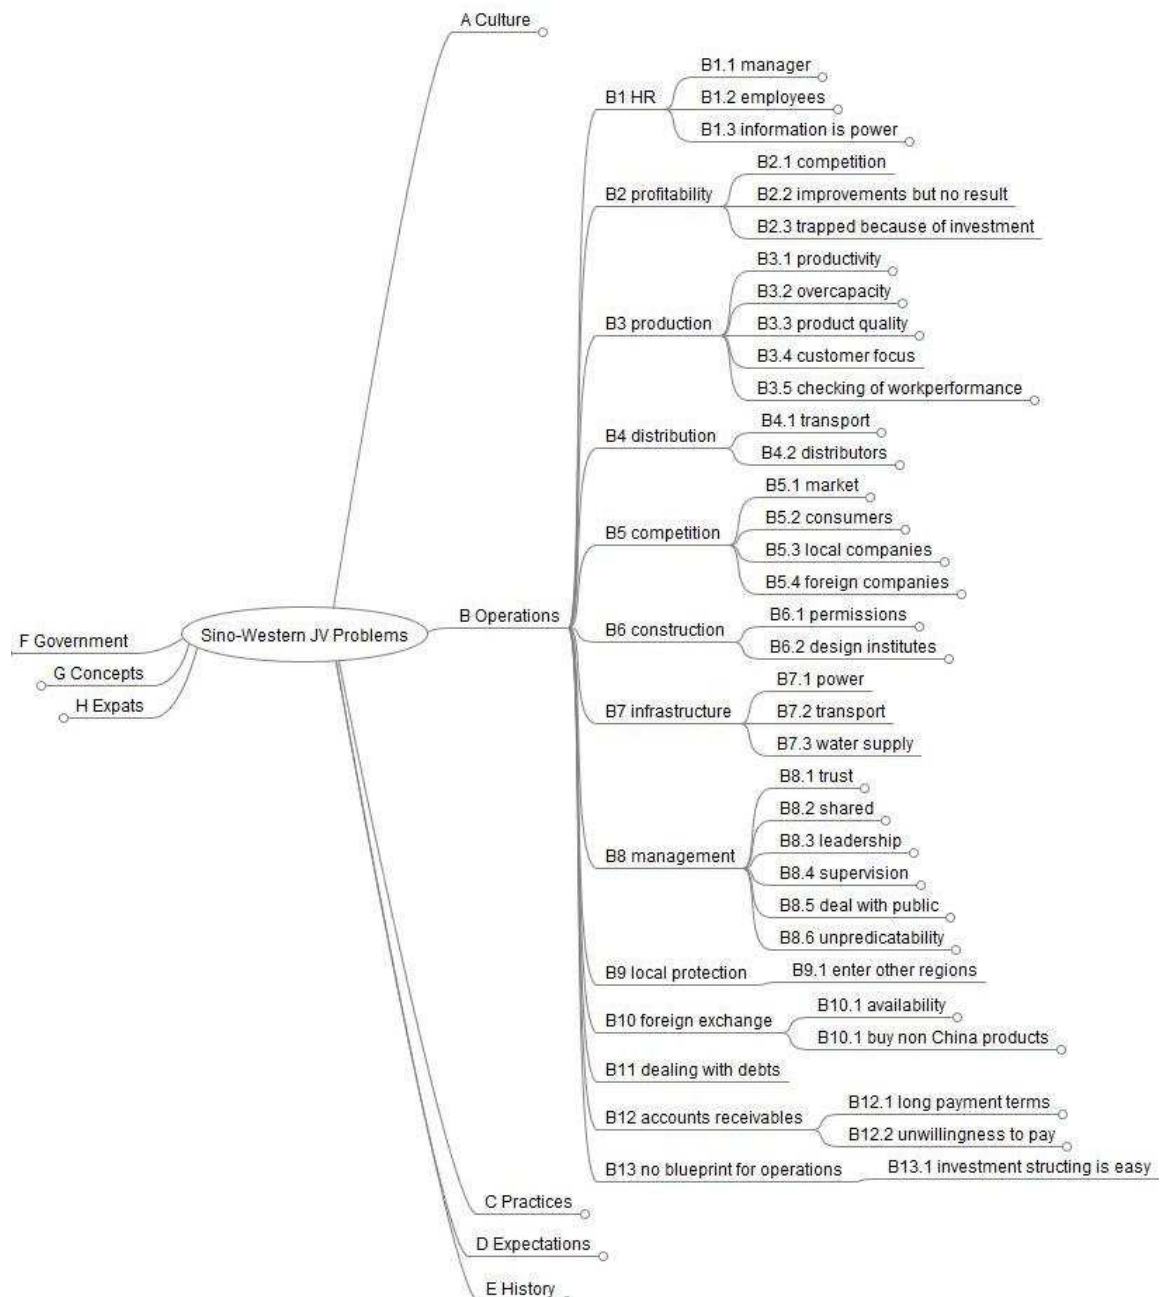 A Culture
B1 HR
B1.1 manager
B1.2 employees
B1.3 information is power
B2 profitability
B2.1 competition
B2.2 improvements but no result
B2.3 trapped because of investment
B3 production
B3.1 productivity
B3.2 overcapacity
B3.3 product quality
B3.4 customer focus
B3.5 checking of workperformance
B4 distribution
B4.1 transport
B4.2 distributors
B5 competition
B5.1 market
B5.2 consumers
B5.3 local companies
B5.4 foreign companies
Sino-Western JV Problems
B Operations
B6 construction
B6.1 permissions
B6.2 design institutes
F Government
G Concepts
H Expats
B7 infrastructure
B7.1 power
B7.2 transport
B7.3 water supply
B8 management
B8.1 trust
B8.2 shared
B8.3 leadership
B8.4 supervision
B8.5 deal with public
B8.6 unpredicatability
B9 local protection
B9.1 enter other regions
B10 foreign exchange
B10.1 availability
B10.1 buy non China products
B11 dealing with debts
B12 accounts receivables
B12.1 long payment terms
B12.2 unwillingness to pay
B13 no blueprint for operations
B13.1 investment structing is easy
C Practices
D Expectations
E History